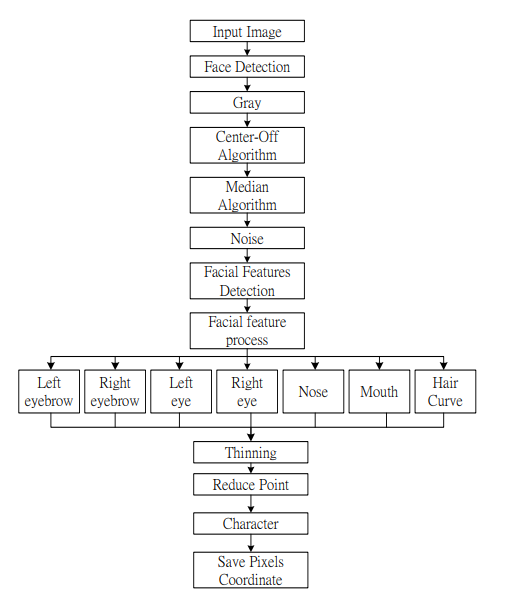 Input Image
Face Detection
Gray
Center-Off
Algorithm
Median
Algorithm
Noise
Facial Features
Detection
Facial feature
process
Left
eyebrow
Right
eyebrow
Left
eye
Right
eye
Nose
Mouth
Hair
Curve
Thinning
Reduce Point
Character
Save Pixels
Coordinate